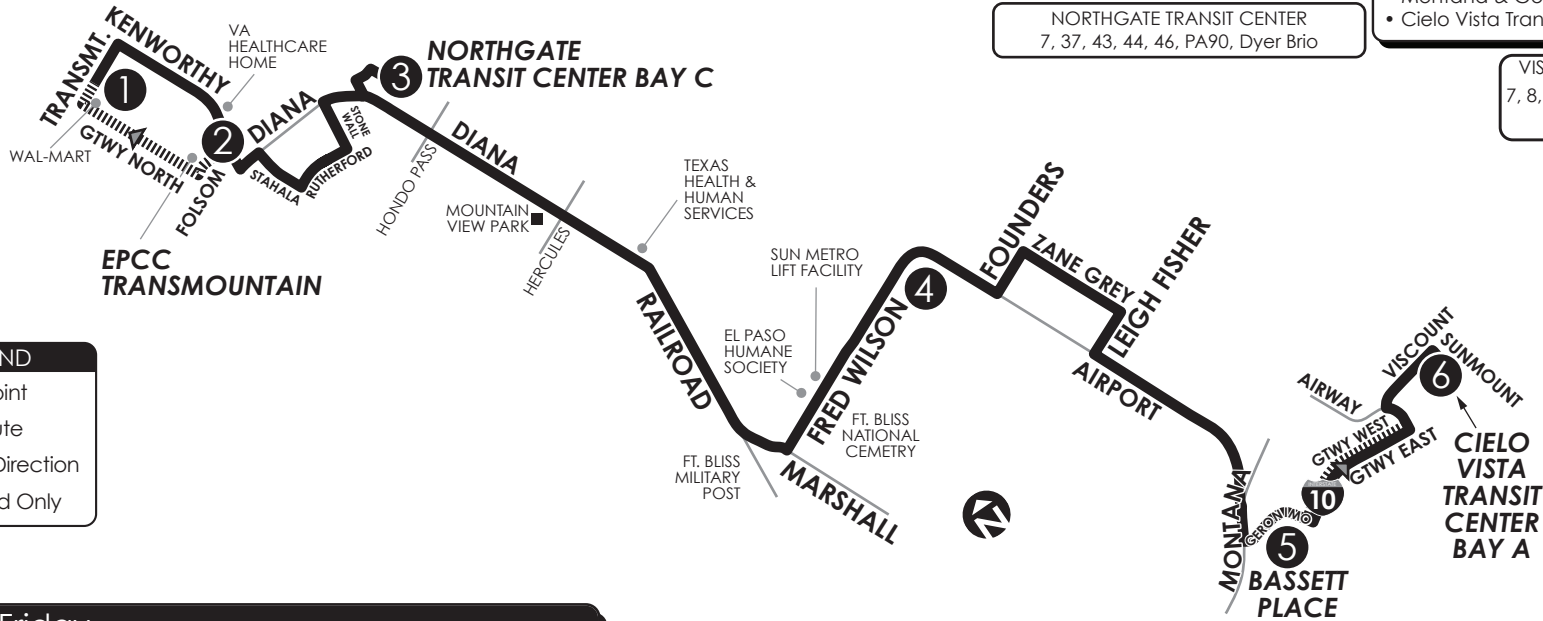 Montana &
• Cielo Vista
NORTHGATE TRANSIT CENTER
7, 37, 43, 44, 46, PA90, Dyer Brio
7, 8,
KENWORTHY
TRANSMT.
VA
HEALTHCARE
HOME
1
WAL-MART
GTWY NORTH
2
FOLSOM
EPCC
TRANSMOUNTAIN
DIANA
STAHALA
RUTHERFORD
STONE
WALL
3
NORTHGATE
TRANSIT CENTER BAY C
HONDO PASS
DIANA
MOUNTAIN
VIEW PARK
HERCULES
TEXAS
HEALTH &
HUMAN
SERVICES
RAILROAD
SUN METRO
LIFT FACILITY
EL PASO
HUMANE
SOCIETY
FRED WILSON
4
FT. BLISS
NATIONAL
CEMETRY
FT. BLISS
MILITARY
POST
MARSHALL
FOUNDERS
ZANE GREY
LEIGH FISHER
AIRPORT
MONTANA
GERONIMO
10
5
BASSETT
PLACE
AIRWAY
GTWY WEST
GTWY EAST
VISCOUNT
SUNMOUNT
6
CIELO
VISTA
TRANSIT
CENTER
BAY A
Direction
Only
Friday